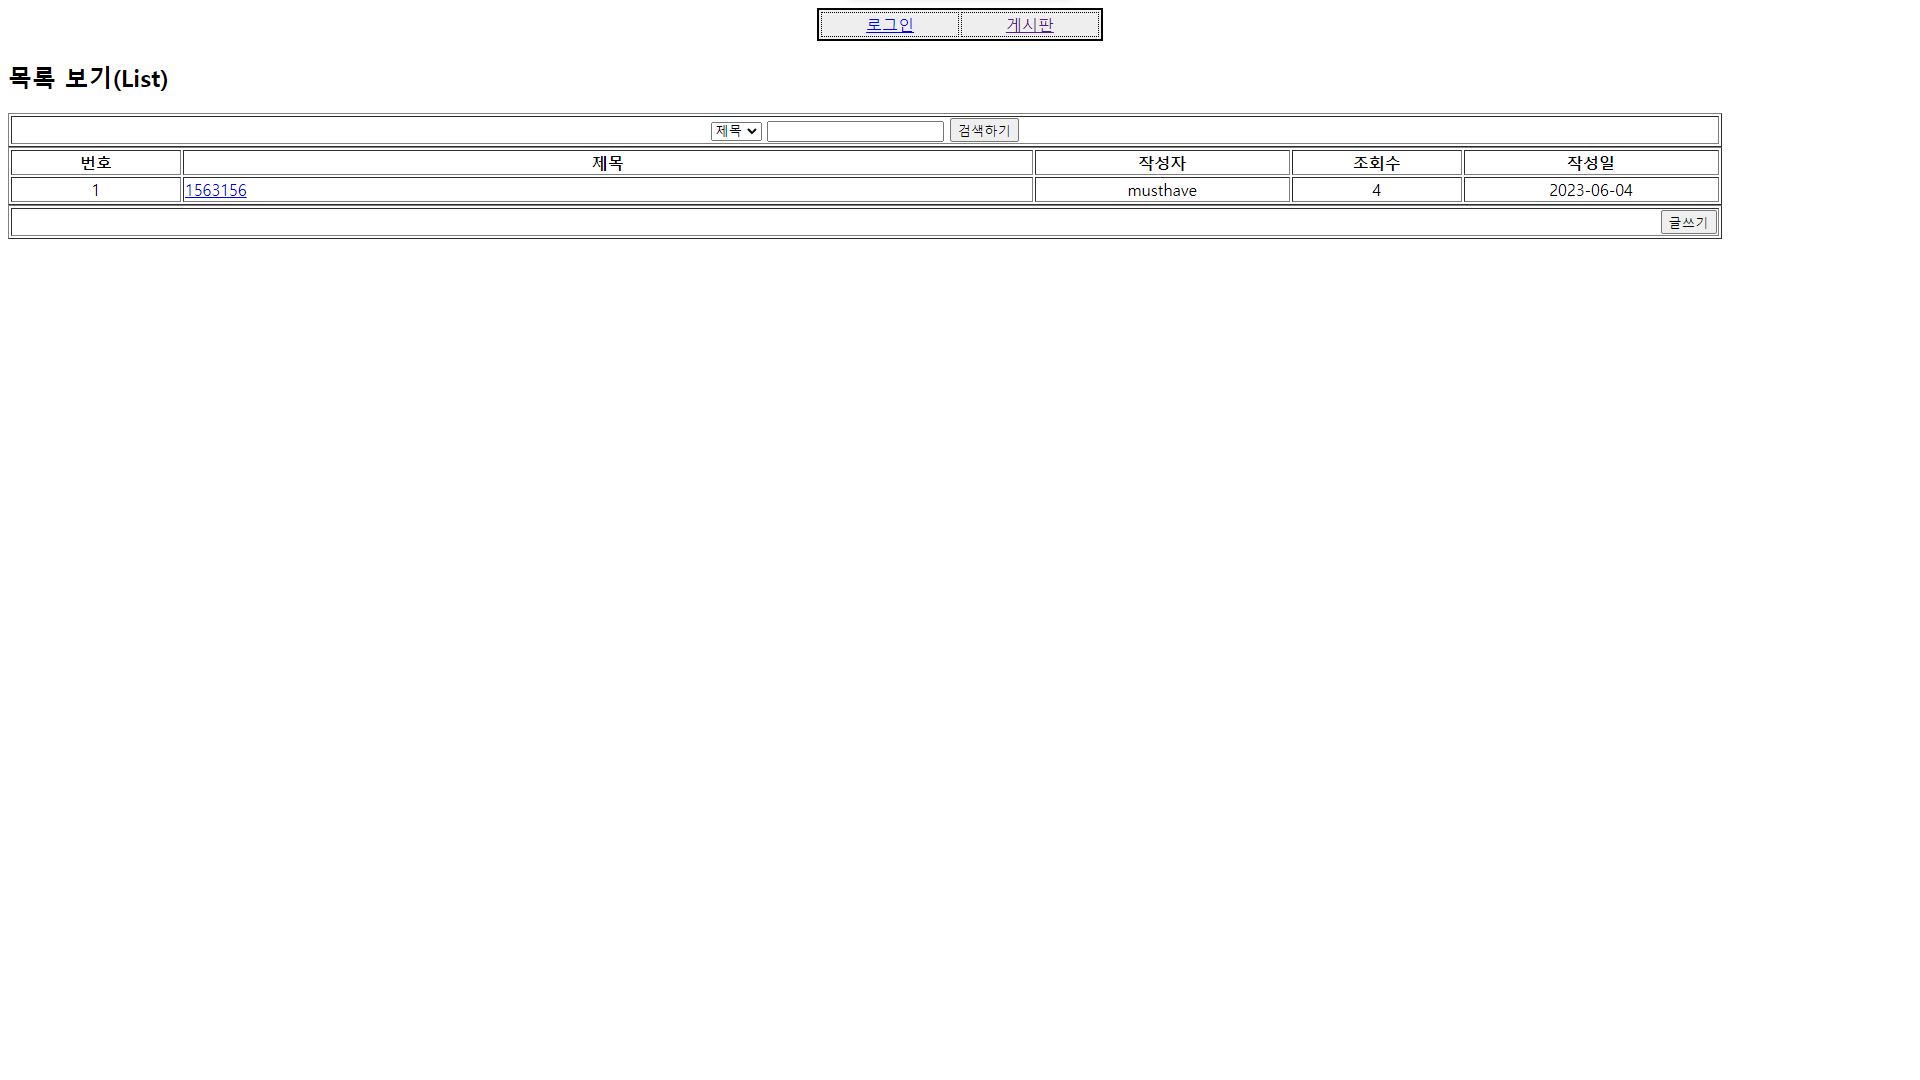 로그인 게시판
목록 보기(List)
제목 검색하기
번호 제목 작성자 조회수 작성일
1 1563156 musthave 4 2023-06-04
글쓰기